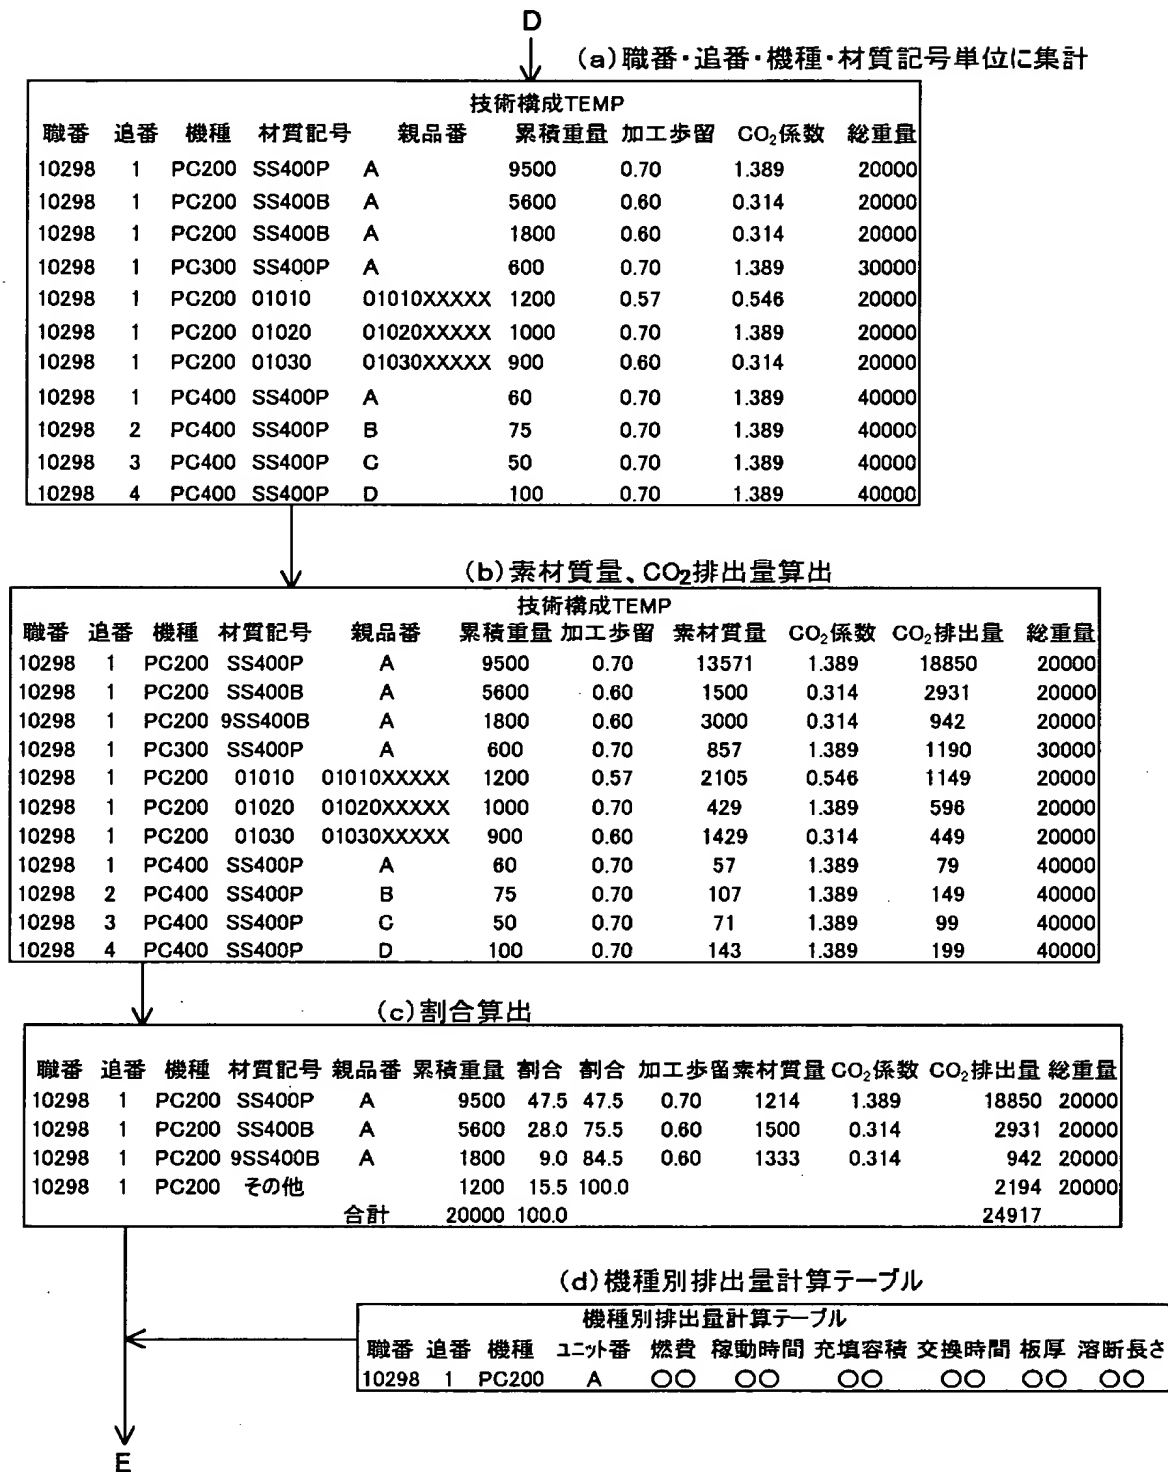 D
(a)職番・追番・機種・材質記号単位に集計
技術構成TEMP
職番 追番 機種 材質記号 親品番 累積重量 加工歩留 CO₂係数 総重量
10298 1 PC200 SS400P A 9500 0.70 1.389 20000
10298 1 PC200 SS400B A 5600 0.60 0.314 20000
10298 1 PC200 SS400B A 1800 0.60 0.314 20000
10298 1 PC300 SS400P A 600 0.70 1.389 30000
10298 1 PC200 01010 01010XXXXX 1200 0.57 0.546 20000
10298 1 PC200 01020 01020XXXXX 1000 0.70 1.389 20000
10298 1 PC200 01030 01030XXXXX 900 0.60 0.314 20000
10298 1 PC400 SS400P A 60 0.70 1.389 40000
10298 2 PC400 SS400P B 75 0.70 1.389 40000
10298 3 PC400 SS400P C 50 0.70 1.389 40000
10298 4 PC400 SS400P D 100 0.70 1.389 40000
(b)素材質量、CO₂排出量算出
技術構成TEMP
職番 追番 機種 材質記号 親品番 累積重量 加工歩留 素材質量 CO₂係数 CO₂排出量 総重量
10298 1 PC200 SS400P A 9500 0.70 13571 1.389 18850 20000
10298 1 PC200 SS400B A 5600 0.60 1500 0.314 2931 20000
10298 1 PC200 9SS400B A 1800 0.60 3000 0.314 942 20000
10298 1 PC300 SS400P A 600 0.70 857 1.389 1190 30000
10298 1 PC200 01010 01010XXXXX 1200 0.57 2105 0.546 1149 20000
10298 1 PC200 01020 01020XXXXX 1000 0.70 429 1.389 596 20000
10298 1 PC200 01030 01030XXXXX 900 0.60 1429 0.314 449 20000
10298 1 PC400 SS400P A 60 0.70 57 1.389 79 40000
10298 2 PC400 SS400P B 75 0.70 107 1.389 149 40000
10298 3 PC400 SS400P C 50 0.70 71 1.389 99 40000
10298 4 PC400 SS400P D 100 0.70 143 1.389 199 40000
(c)割合算出
職番 追番 機種 材質記号 親品番 累積重量 割合 割合 加工歩留 素材質量 CO₂係数 CO₂排出量 総重量
10298 1 PC200 SS400P A 9500 47.5 47.5 0.70 1214 1.389 18850 20000
10298 1 PC200 SS400B A 5600 28.0 75.5 0.60 1500 0.314 2931 20000
10298 1 PC200 9SS400B A 1800 9.0 84.5 0.60 1333 0.314 942 20000
10298 1 PC200 その他 1200 15.5 100.0 2194 20000
合計 20000 100.0 24917
(d)機種別排出量計算テーブル
機種別排出量計算テーブル
職番 追番 機種 ユニット番 燃費 稼動時間 充填容積 交換時間 板厚 溶断長さ
10298 1 PC200 A 〇〇 〇〇 〇〇 〇〇 〇〇 〇〇
E